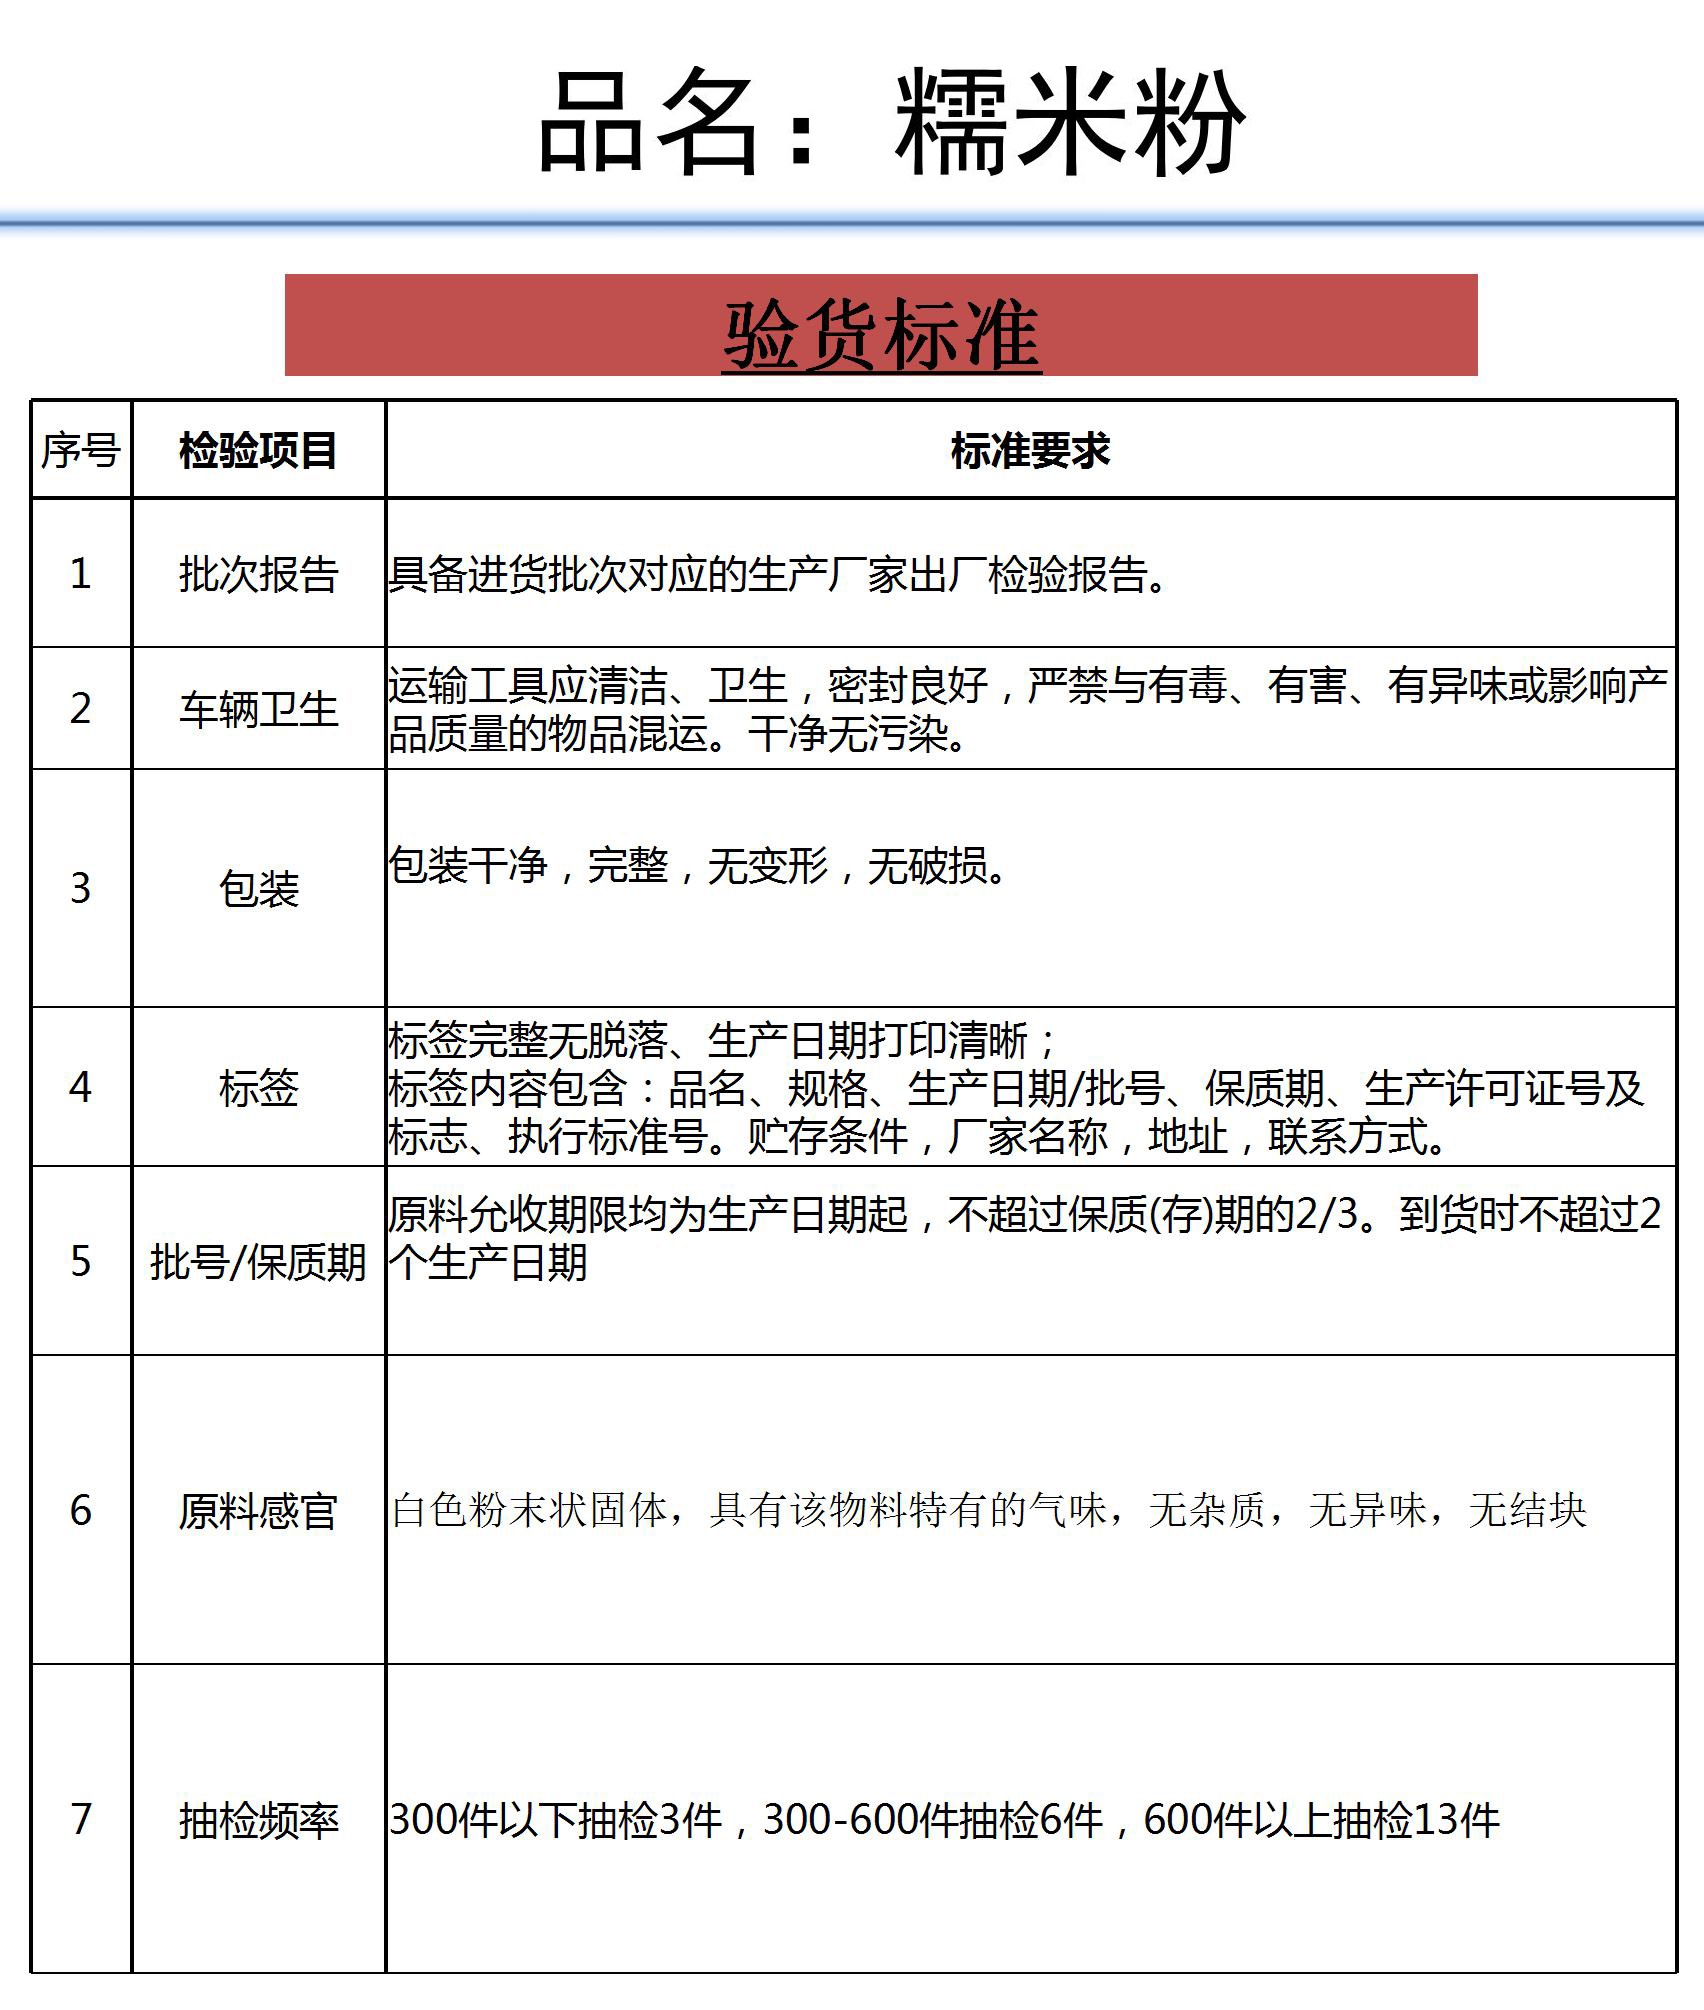 品名：糯米粉
验货标准
序号 检验项目 标准要求
1 批次报告 具备进货批次对应的生产厂家出厂检验报告。
2 车辆卫生 运输工具应清洁、卫生，密封良好，严禁与有毒、有害、有异味或影响产
品质量的物品混运。干净无污染。
3 包装 包装干净，完整，无变形，无破损。
标签完整无脱落、生产日期打印清晰；
4 标签 标签内容包含：品名、规格、生产日期/批号、保质期、生产许可证号及
标志、执行标准号。贮存条件，厂家名称，地址，联系方式。
5 批号/保质期 原料允收期限均为生产日期起，不超过保质(存)期的2/3。到货时不超过2
个生产日期
6 原料感官 白色粉末状固体，具有该物料特有的气味，无杂质，无异味，无结块
7 抽检频率 300件以下抽检3件，300-600件抽检6件，600件以上抽检13件